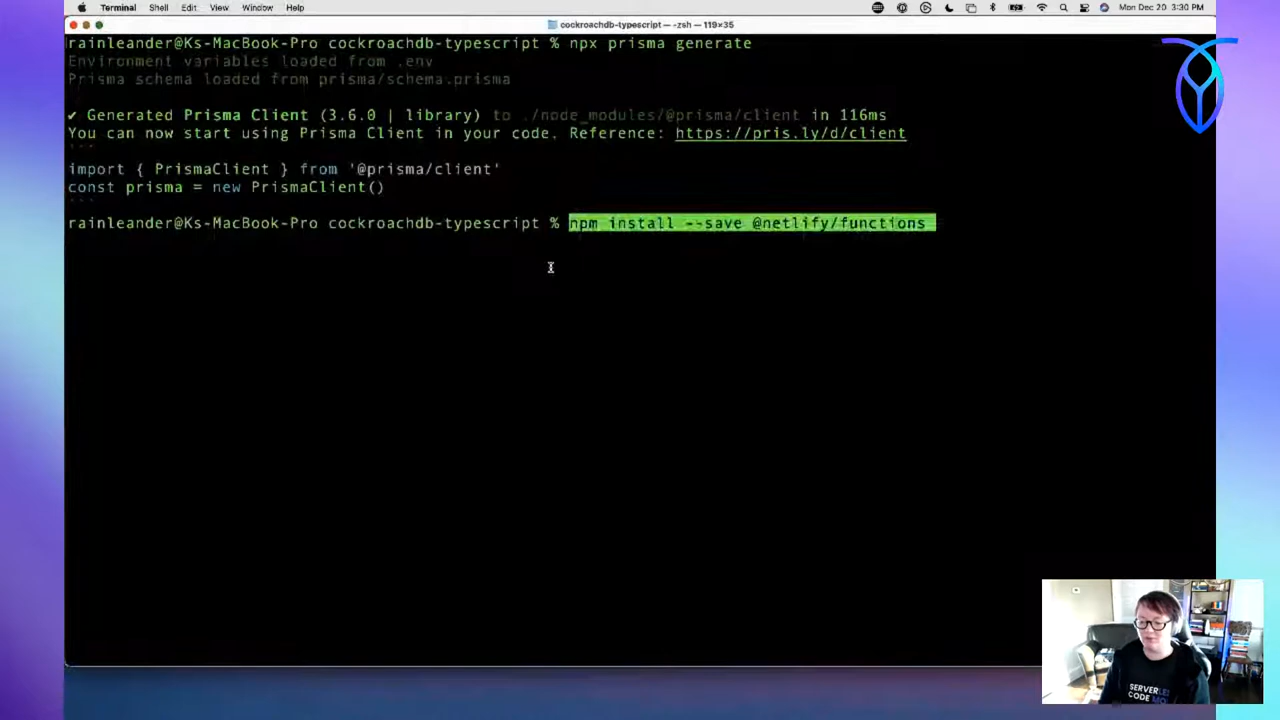 Terminal Shell Edit View Window Help Mon Dec 20 3:30 PM
cockroachdb-typescript — -zsh — 119×35
rainleander@Ks-MacBook-Pro cockroachdb-typescript % npx prisma generate
Environment variables loaded from .env
Prisma schema loaded from prisma/schema.prisma
✔ Generated Prisma Client (3.6.0 | library) to ./node_modules/@prisma/client in 116ms
You can now start using Prisma Client in your code. Reference: https://pris.ly/d/client
```
import { PrismaClient } from '@prisma/client'
const prisma = new PrismaClient()
```
rainleander@Ks-MacBook-Pro cockroachdb-typescript % npm install --save @netlify/functions
SERVERLESS
CODE